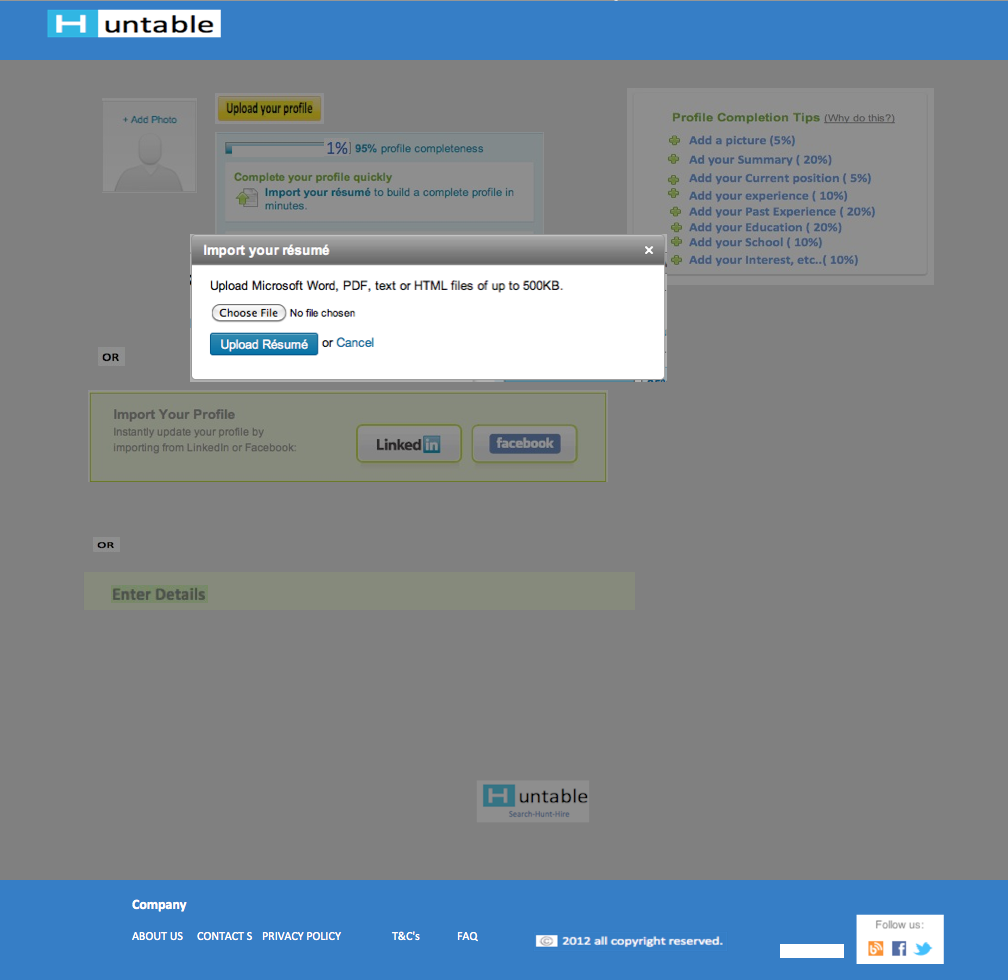 H untable
+ Add Photo
Upload your profile
1% 95% profile completeness
Complete your profile quickly
Import your résumé to build a complete profile in
minutes.
Profile Completion Tips (Why do this?)
Add a picture (5%)
Ad your Summary ( 20%)
Add your Current position ( 5%)
Add your experience ( 10%)
Add your Past Experience ( 20%)
Add your Education ( 20%)
Add your School ( 10%)
Add your Interest, etc..( 10%)
Import your résumé ×
Upload Microsoft Word, PDF, text or HTML files of up to 500KB.
Choose File No file chosen
Upload Résumé or Cancel
OR
Import Your Profile
Instantly update your profile by
importing from LinkedIn or Facebook:
Linked in
facebook
OR
Enter Details
H untable
Search-Hunt-Hire
Company
ABOUT US CONTACT S PRIVACY POLICY T&C's FAQ
© 2012 all copyright reserved.
Follow us: